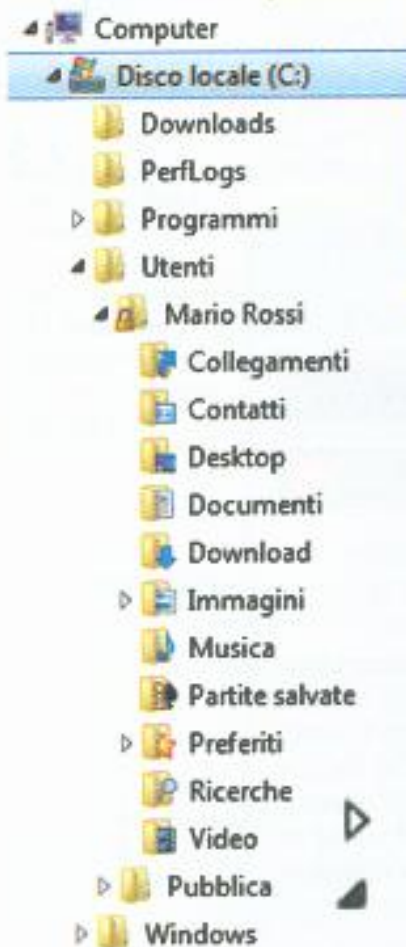 Computer
Disco locale (C:)
Downloads
PerfLogs
Programmi
Utenti
Mario Rossi
Collegamenti
Contatti
Desktop
Documenti
Download
Immagini
Musica
Partite salvate
Preferiti
Ricerche
Video
Pubblica
Windows